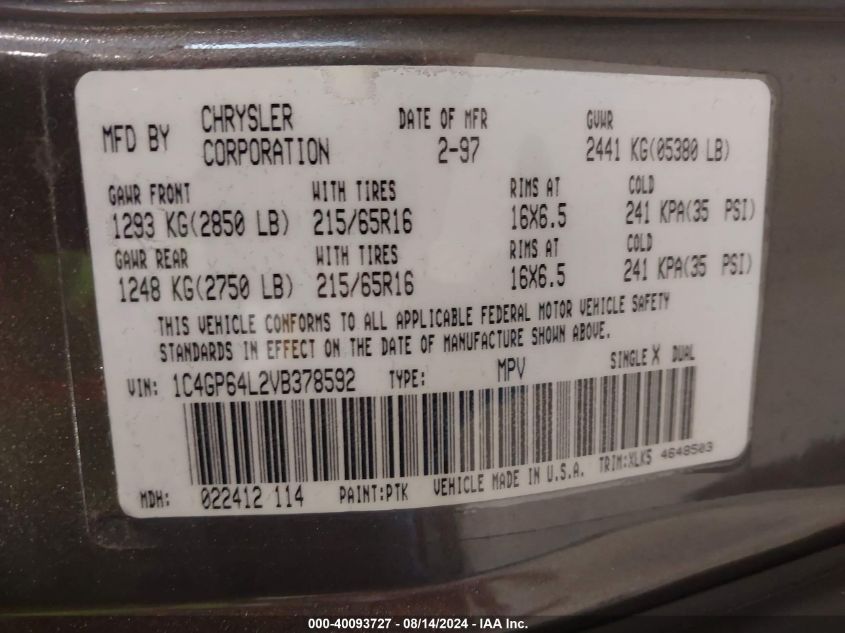 MFD BY CHRYSLER CORPORATION DATE OF MFR 2-97 GVWR 2441 KG(05380 LB)
GAWR FRONT WITH TIRES RIMS AT COLD
1293 KG(2850 LB) 215/65R16 16X6.5 241 KPA(35 PSI)
GAWR REAR WITH TIRES RIMS AT COLD
1248 KG(2750 LB) 215/65R16 16X6.5 241 KPA(35 PSI)
THIS VEHICLE CONFORMS TO ALL APPLICABLE FEDERAL MOTOR VEHICLE SAFETY
STANDARDS IN EFFECT ON THE DATE OF MANUFACTURE SHOWN ABOVE.
VIN: 1C4GP64L2VB378592 TYPE: MPV SINGLE X DUAL
MDH: 022412 114 PAINT:PTK VEHICLE MADE IN U.S.A. TRIM:XLK5 4648503
000-40093727 - 08/14/2024 - IAA Inc.